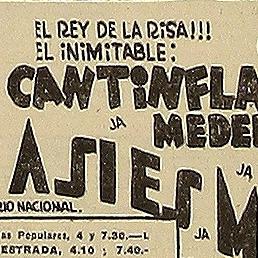 EL REY DE LA RISA!!!
EL INIMITABLE:
CANTINFLA
JA
MEDE
ASI ES M
JA
RIO NACIONAL.
as Populares, 4 y 7.30.—L
ESTRADA, 4.10 ; 7.40.-
JA